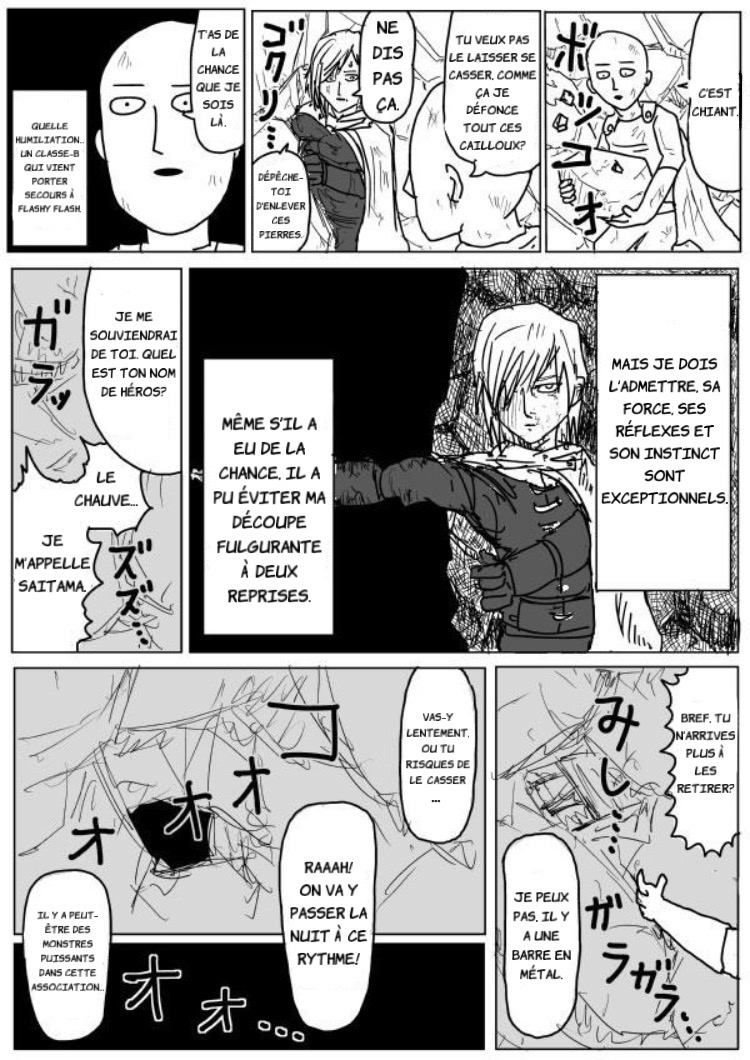 C'EST
CHIANT.
ボッコォ
TU VEUX PAS
LE LAISSER SE
CASSER, COMME
ÇA JE
DÉFONCE
TOUT CES
CAILLOUX?
NE
DIS
PAS
ÇA.
ゴクリ…
DÉPÊCHE-
TOI
D'ENLEVER
CES
PIERRES.
T'AS DE
LA
CHANCE
QUE JE
SOIS
LÀ.
QUELLE
HUMILIATION..
UN CLASSE-B
QUI VIENT
PORTER
SECOURS À
FLASHY FLASH.
MAIS JE DOIS
L'ADMETTRE, SA
FORCE, SES
RÉFLEXES ET
SON INSTINCT
SONT
EXCEPTIONNELS.
MÊME S'IL A
EU DE LA
CHANCE, IL A
PU ÉVITER MA
DÉCOUPE
FULGURANTE
À DEUX
REPRISES.
JE ME
SOUVIENDRAI
DE TOI. QUEL
EST TON NOM
DE HÉROS?
ガラッ
LE
CHAUVE...
JE
M'APPELLE
SAITAMA.
ズズ…
BREF, TU
N'ARRIVES
PLUS À
LES
RETIRER?
みし…
JE PEUX
PAS, IL Y
A UNE
BARRE EN
MÉTAL.
ガラガラ…
VAS-Y
LENTEMENT,
OU TU
RISQUES DE
LE CASSER
...
コオオオ
RAAAH!
ON VA Y
PASSER LA
NUIT À CE
RYTHME!
IL Y A PEUT-
ÊTRE DES
MONSTRES
PUISSANTS
DANS CETTE
ASSOCIATION...
オオ…